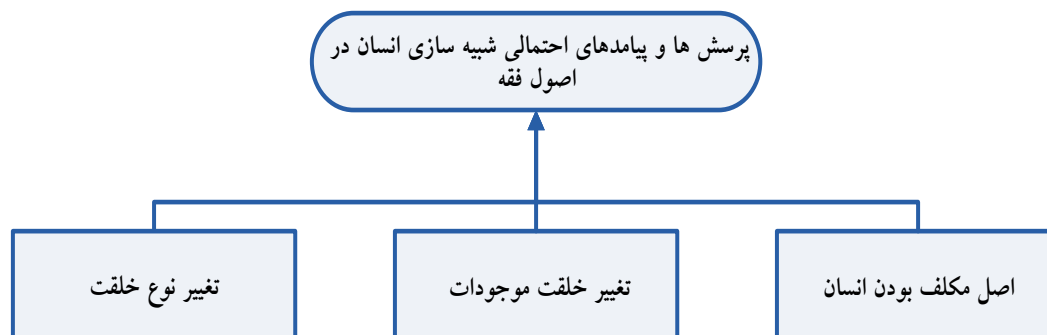 پرسش ها و پیامدهای احتمالی شبیه سازی انسان در
اصول فقه
اصل مکلف بودن انسان
تغییر خلقت موجودات
تغییر نوع خلقت